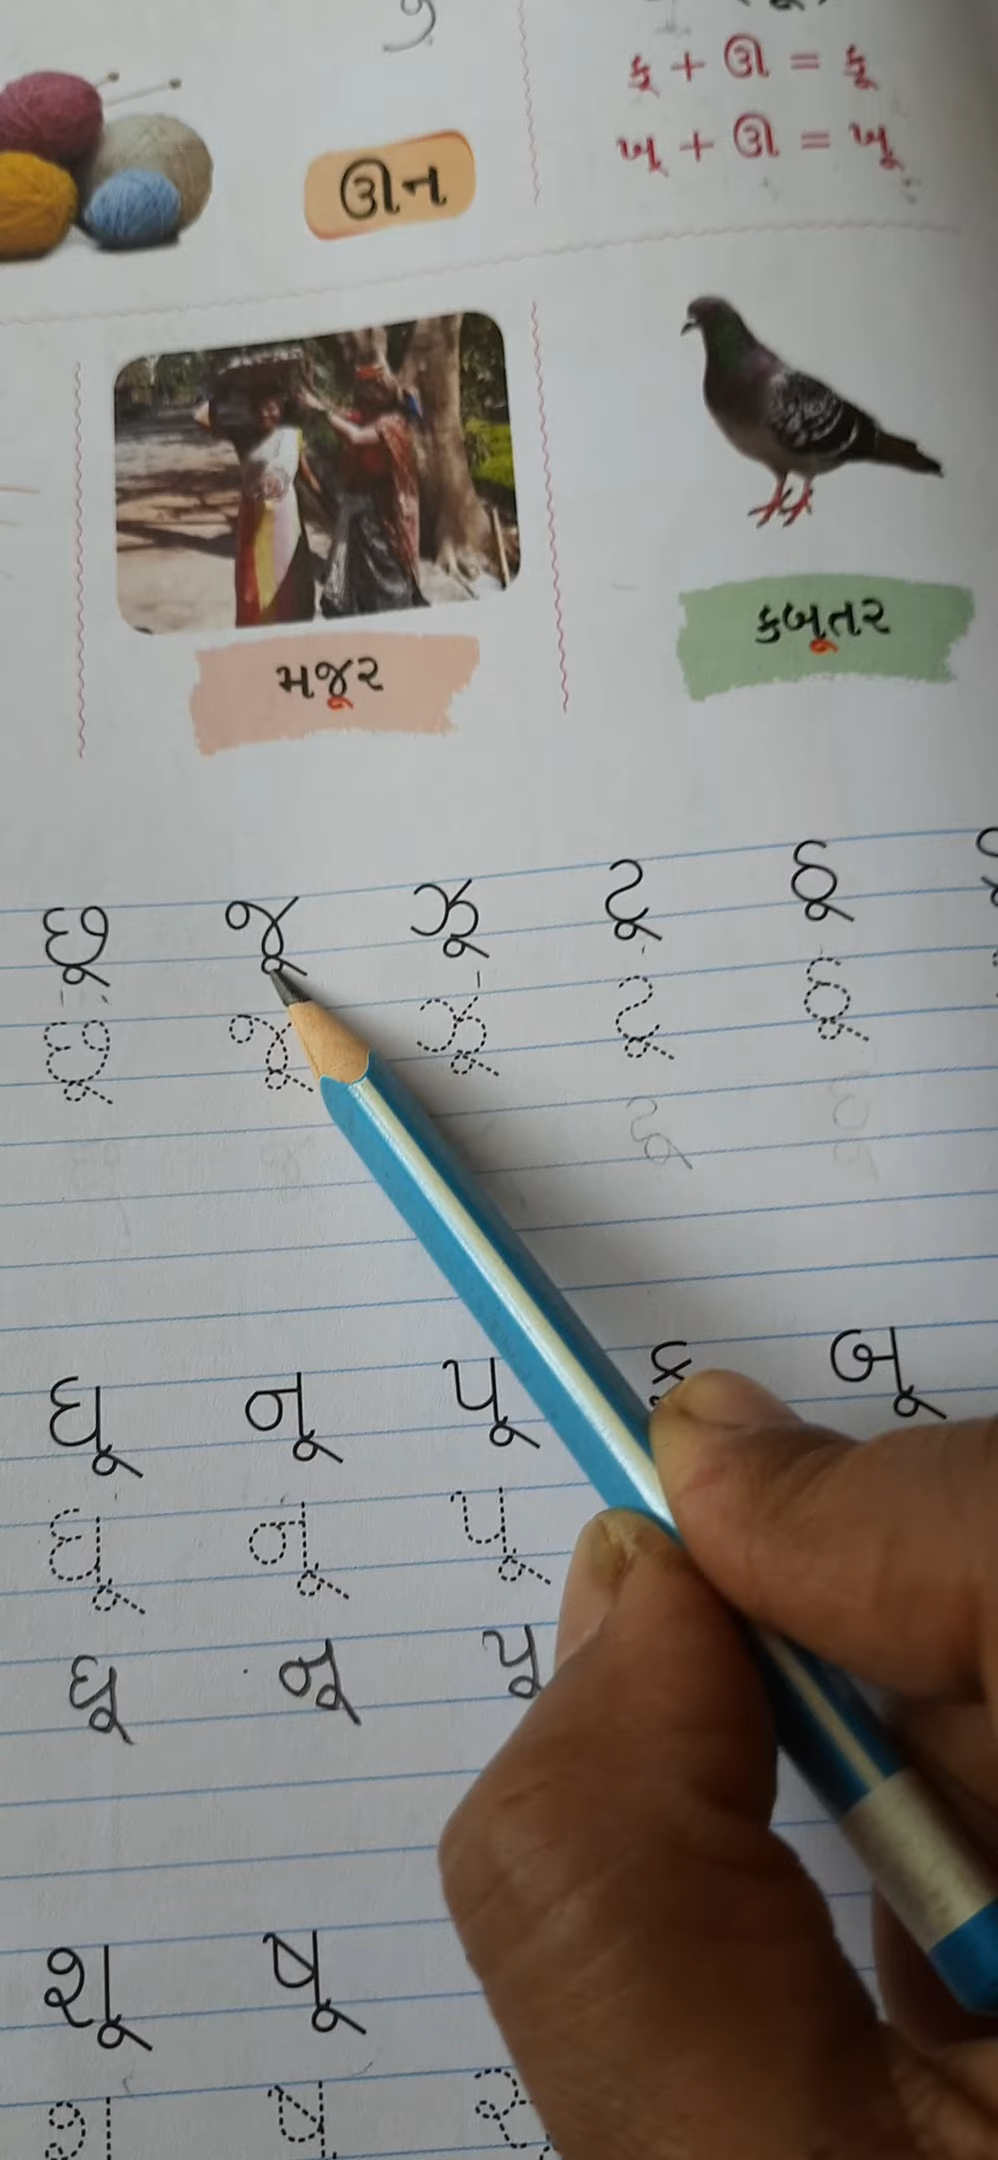 ક્ + ઊ = કૂ
ખ્ + ઊ = ખૂ
ઊન
મજૂર
કબૂતર
છૂ જૂ ઝૂ ટૂ ઠૂ
છૂ જૂ ઝૂ ટૂ ઠૂ
ટૂ
ધૂ નૂ પૂ બૂ
ધૂ નૂ પૂ
ધૂ નૂ પૂ
શૂ ષૂ